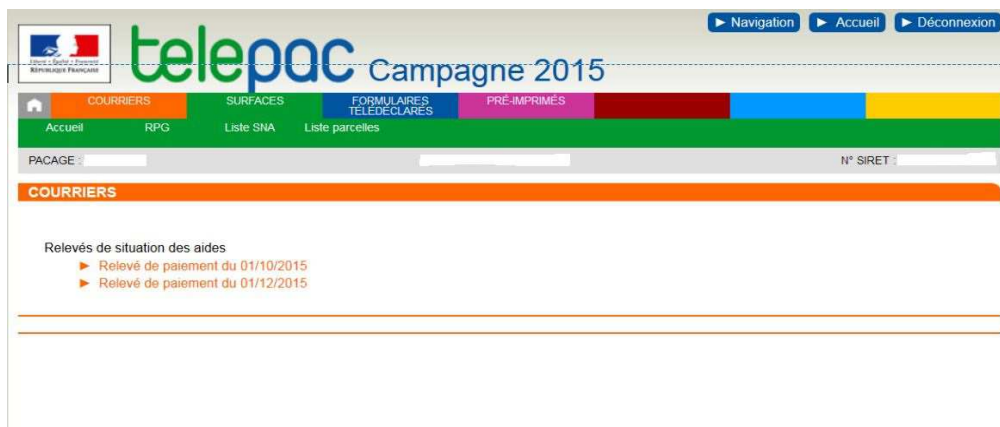 ► Navigation ► Accueil ► Déconnexion
Liberté • Égalité • Fraternité
RÉPUBLIQUE FRANÇAISE
telepac Campagne 2015
COURRIERS SURFACES FORMULAIRES TÉLÉDÉCLARÉS PRÉ-IMPRIMÉS
Accueil RPG Liste SNA Liste parcelles
PACAGE : N° SIRET :
COURRIERS
Relevés de situation des aides
► Relevé de paiement du 01/10/2015
► Relevé de paiement du 01/12/2015